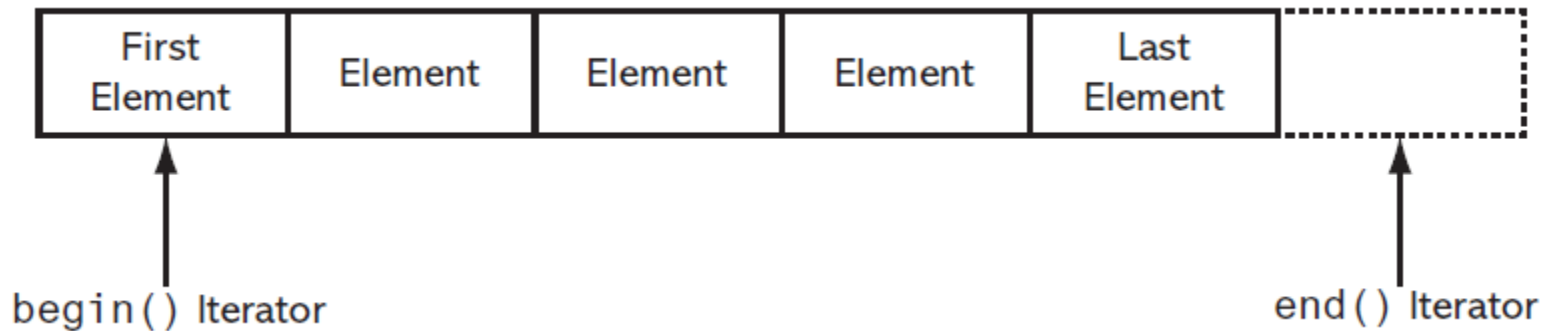 First
Element
Element
Element
Element
Last
Element
begin() Iterator
end() Iterator